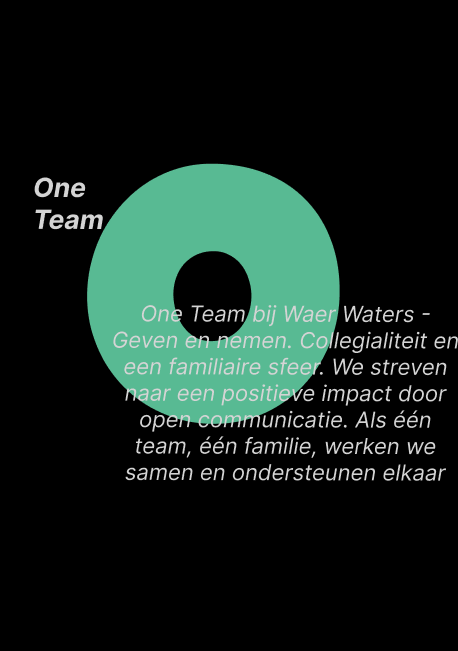 One
Team
One Team bij Waer Waters -
Geven en nemen. Collegialiteit en
een familiaire sfeer. We streven
naar een positieve impact door
open communicatie. Als één
team, één familie, werken we
samen en ondersteunen elkaar